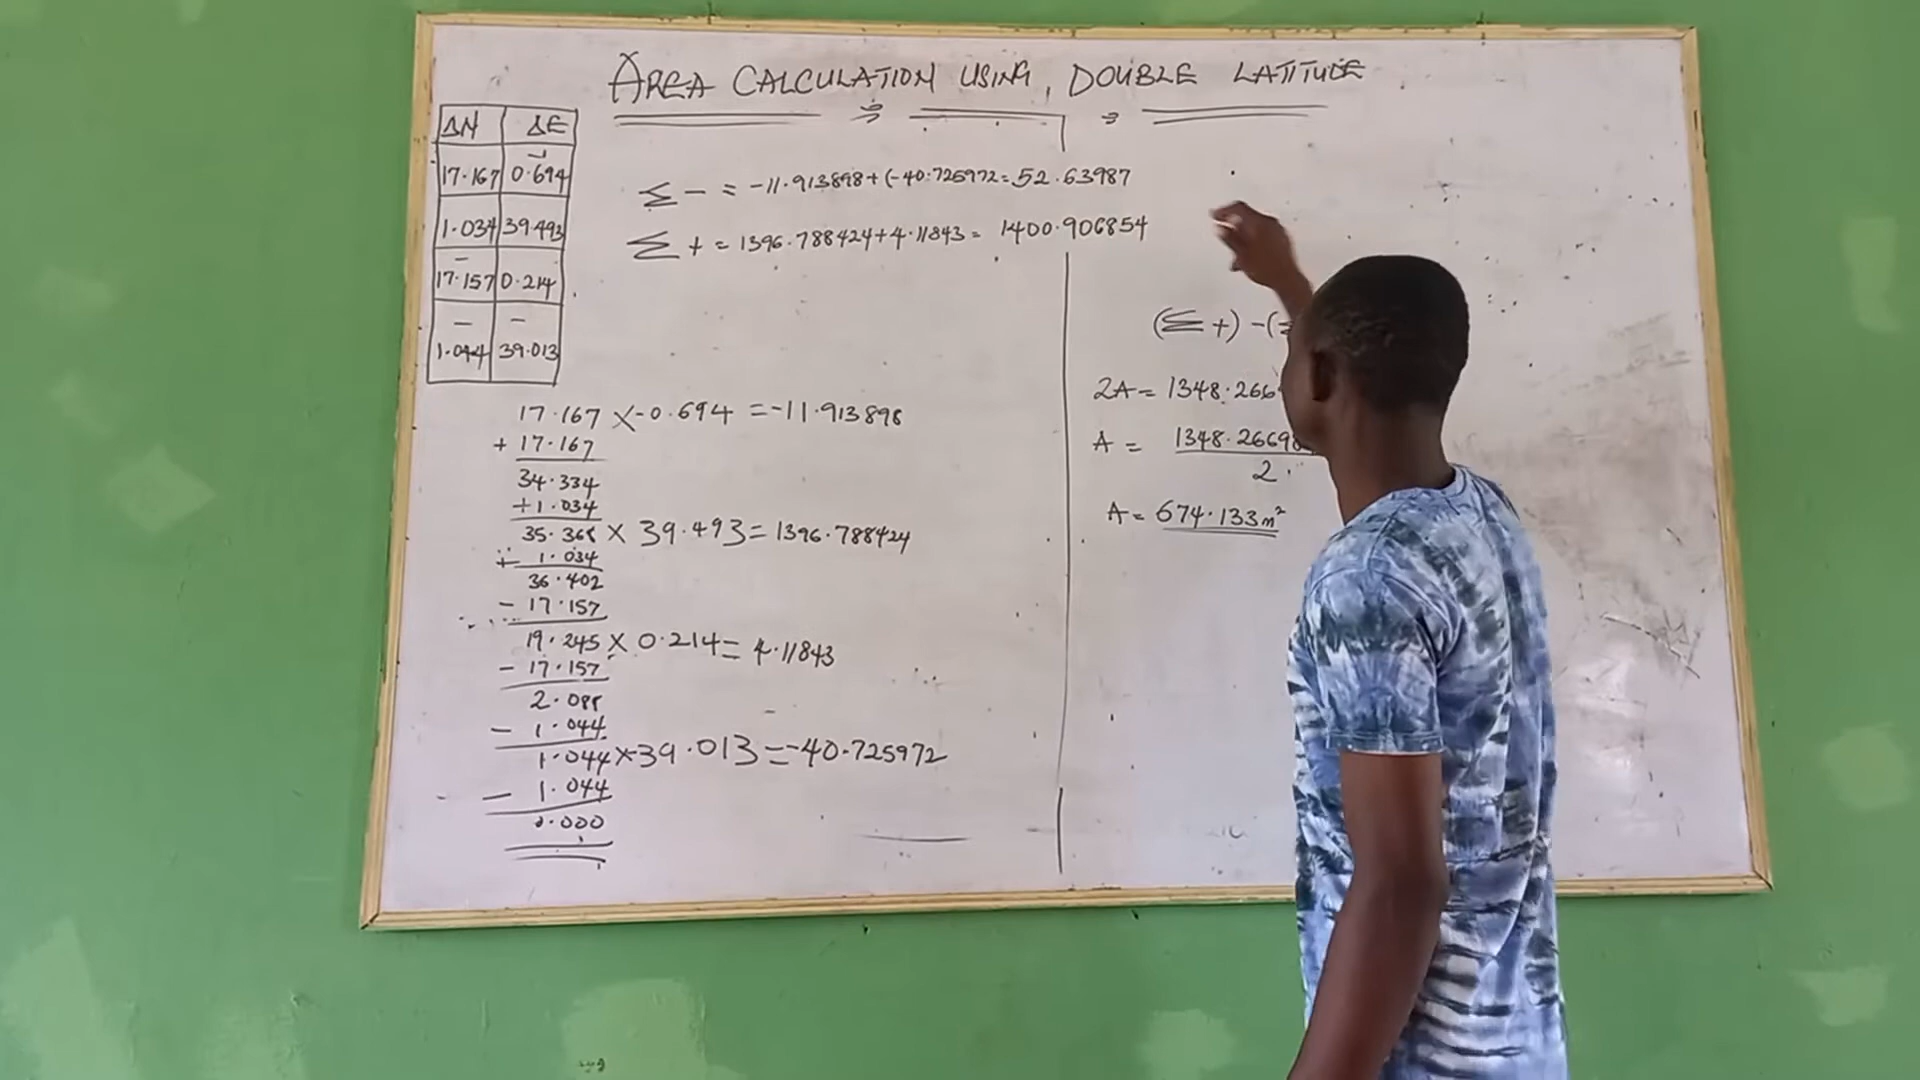 AREA CALCULATION USING, DOUBLE LATITUDE
ΔN ΔE
17.167 -0.694
1.034 39.493
-17.157 0.214
-1.044 -39.013
Σ - = -11.913898+(-40.725972=52.63987
Σ + = 1396.788424+4.11843= 1400.906854
17.167 x-0.694 =-11.913898
+ 17.167
34.334
+1.034
35.368 x 39.493=1396.788424
+ 1.034
36.402
- 17.157
19.245 x 0.214= 4.11843
- 17.157
2.088
- 1.044
1.044x-39.013=-40.725972
- 1.044
0.000
(Σ +) -(
2A= 1348.266
A = 1348.26698
2
A= 674.133m²